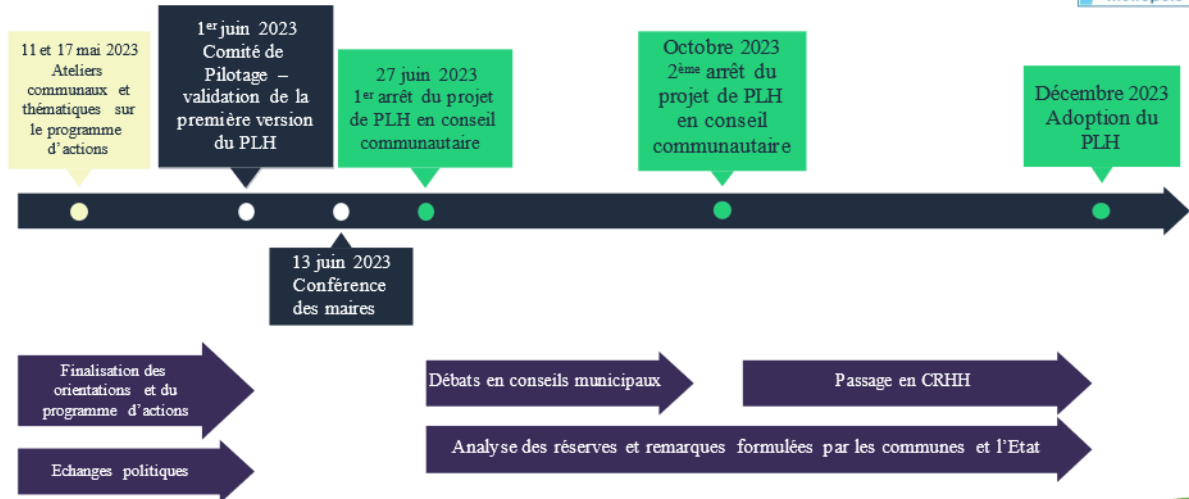 11 et 17 mai 2023
Ateliers
communaux et
thématiques sur
le programme
d'actions
1er juin 2023
Comité de
Pilotage –
validation de la
première version
du PLH
27 juin 2023
1er arrêt du projet
de PLH en conseil
communautaire
Octobre 2023
2ème arrêt du
projet de PLH
en conseil
communautaire
Décembre 2023
Adoption du
PLH
13 juin 2023
Conférence
des maires
Finalisation des
orientations et du
programme d'actions
Débats en conseils municipaux
Passage en CRHH
Analyse des réserves et remarques formulées par les communes et l'Etat
Echanges politiques